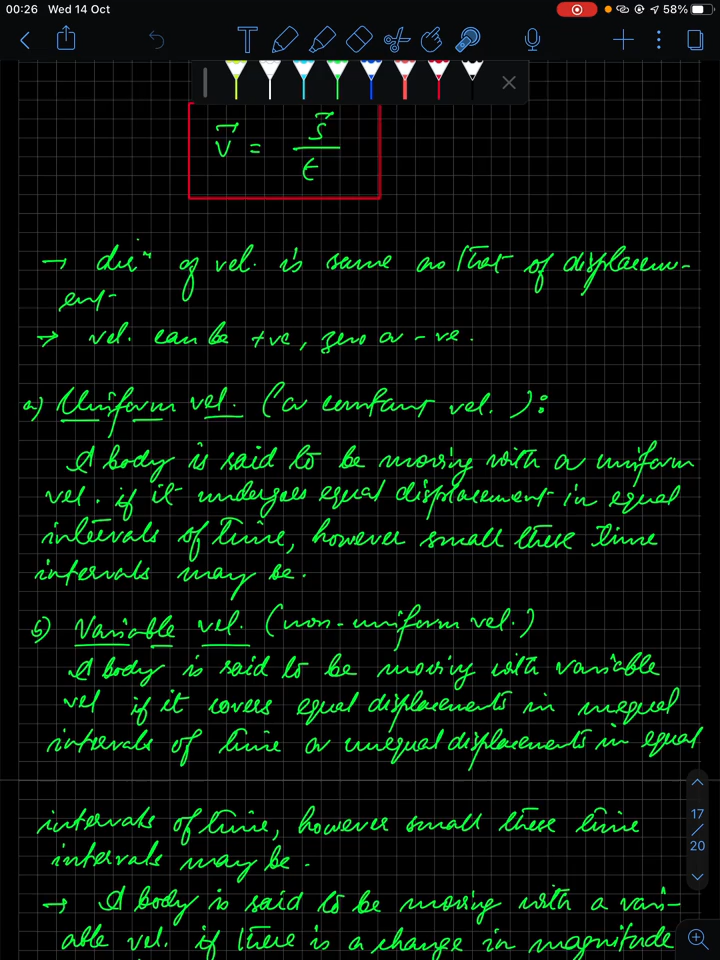 00:26 Wed 14 Oct
58%
T
v⃗ = s⃗ / t
→ dirⁿ of vel. is same as that of displacem-
ent
→ vel. can be +ve, zero or -ve.
a) Uniform vel. (or constant vel.):
A body is said to be moving with a uniform
vel. if it undergoes equal displacement in equal
intervals of time, however small these time
intervals may be.
b) Variable vel. (non-uniform vel.)
A body is said to be moving with variable
vel if it covers equal displacements in unequal
intervals of time or unequal displacements in equal
intervals of time, however small these time
intervals may be.
→ A body is said to be moving with a vari-
able vel. if there is a change in magnitude
17
/
20